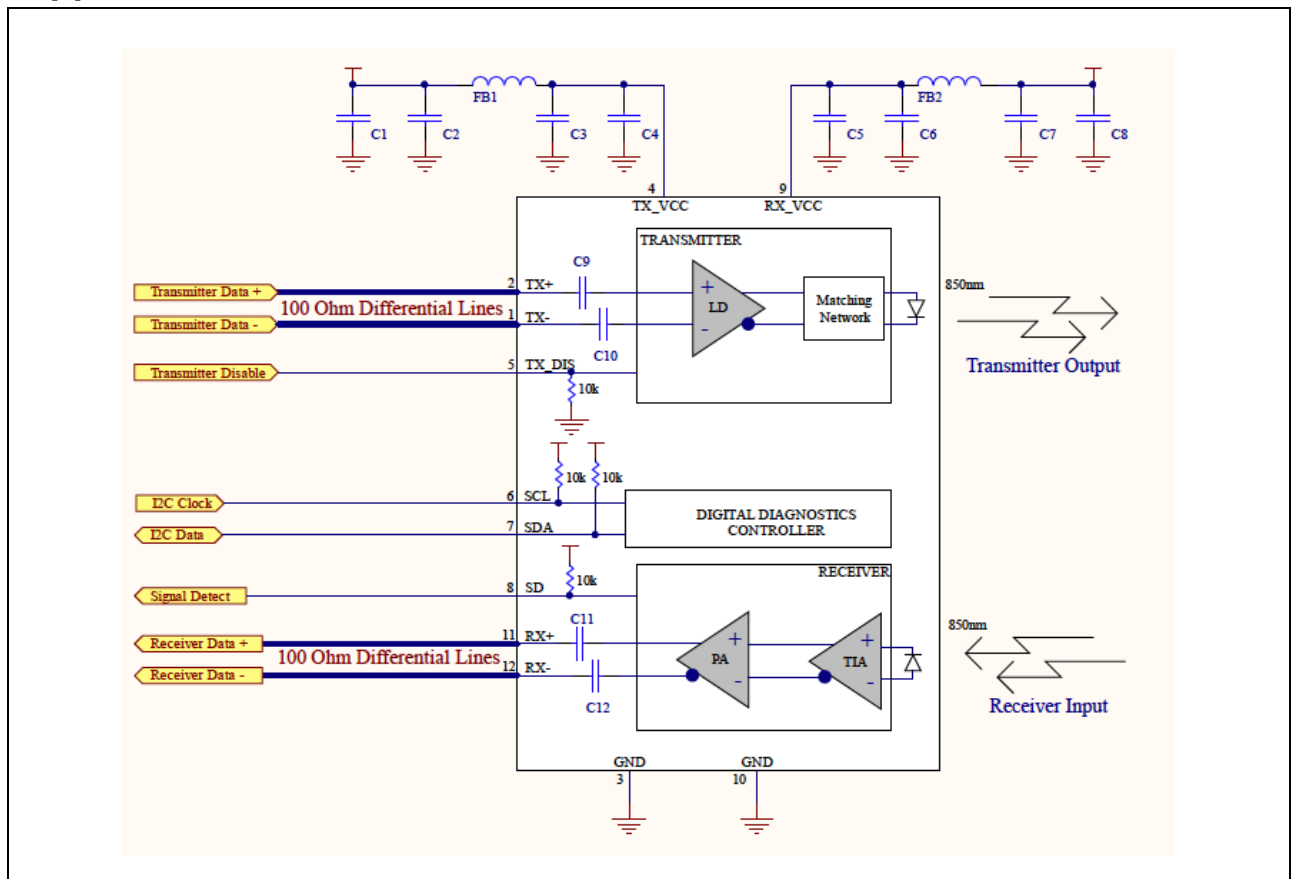 FB1
FB2
C1
C2
C3
C4
C5
C6
C7
C8
4
9
TX_VCC
RX_VCC
TRANSMITTER
C9
2 TX+
Transmitter Data +
100 Ohm Differential Lines
LD
+
-
Matching
Network
850nm
Transmitter Data -
1 TX-
C10
Transmitter Output
Transmitter Disable
5 TX_DIS
10k
10k
10k
I2C Clock
6 SCL
DIGITAL DIAGNOSTICS
CONTROLLER
I2C Data
7 SDA
RECEIVER
10k
Signal Detect
8 SD
C11
850nm
Receiver Data +
11 RX+
100 Ohm Differential Lines
PA
+
-
TIA
+
-
Receiver Data -
12 RX-
C12
Receiver Input
GND
GND
3
10